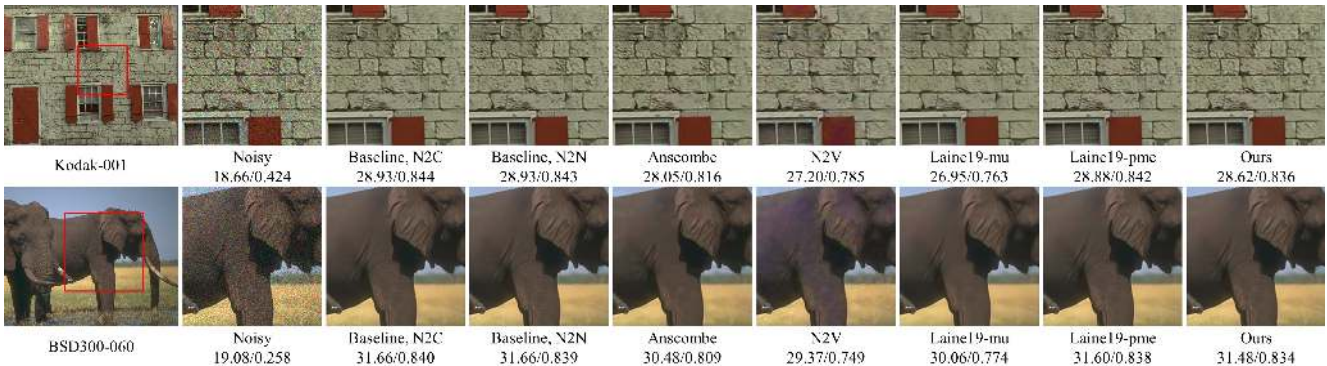 Kodak-001
Noisy
18.66/0.424
Baseline, N2C
28.93/0.844
Baseline, N2N
28.93/0.843
Anscombe
28.05/0.816
N2V
27.20/0.785
Laine19-mu
26.95/0.763
Laine19-pme
28.88/0.842
Ours
28.62/0.836
BSD300-060
Noisy
19.08/0.258
Baseline, N2C
31.66/0.840
Baseline, N2N
31.66/0.839
Anscombe
30.48/0.809
N2V
29.37/0.749
Laine19-mu
30.06/0.774
Laine19-pme
31.60/0.838
Ours
31.48/0.834